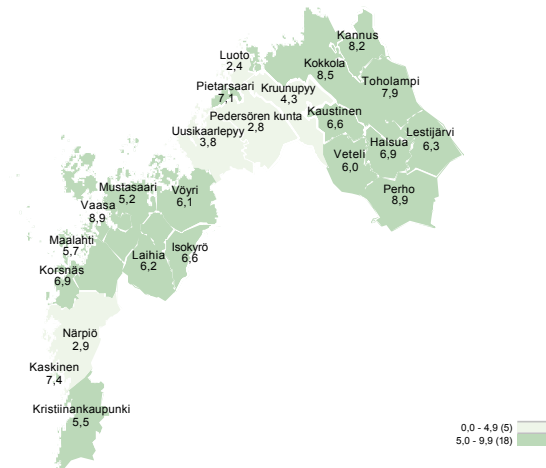 Kannus
8,2
Luoto
2,4
Kokkola
8,5
Toholampi
7,9
Pietarsaari
7,1
Kruunupyy
4,3
Kaustinen
6,6
Pedersören kunta
2,8
Uusikaarlepyy
3,8
Lestijärvi
6,3
Halsua
6,9
Veteli
6,0
Perho
8,9
Mustasaari
5,2
Vöyri
6,1
Vaasa
8,9
Maalahti
5,7
Isokyrö
6,6
Laihia
6,2
Korsnäs
6,9
Närpiö
2,9
Kaskinen
7,4
Kristiinankaupunki
5,5
0,0 - 4,9 (5)
5,0 - 9,9 (18)